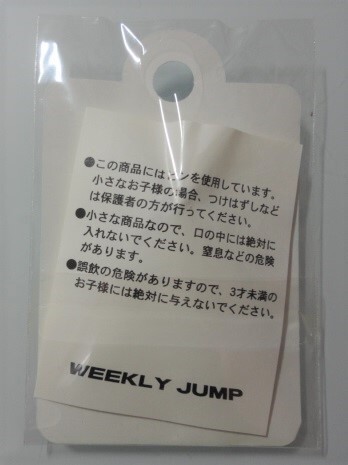 ●この商品にはピンを使用しています。
小さなお子様の場合、つけはずしなど
は保護者の方が行ってください。
●小さな商品なので、口の中には絶対に
入れないでください。窒息などの危険
があります。
●誤飲の危険がありますので、3才未満の
お子様には絶対に与えないでください。
WEEKLY JUMP